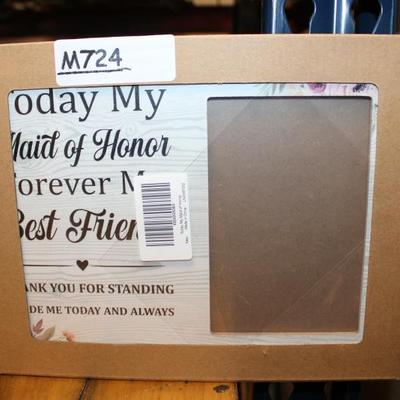 M724
oday My
Maid of Honor
orever M
Best Frien
ANK YOU FOR STANDING
DE ME TODAY AND ALWAYS